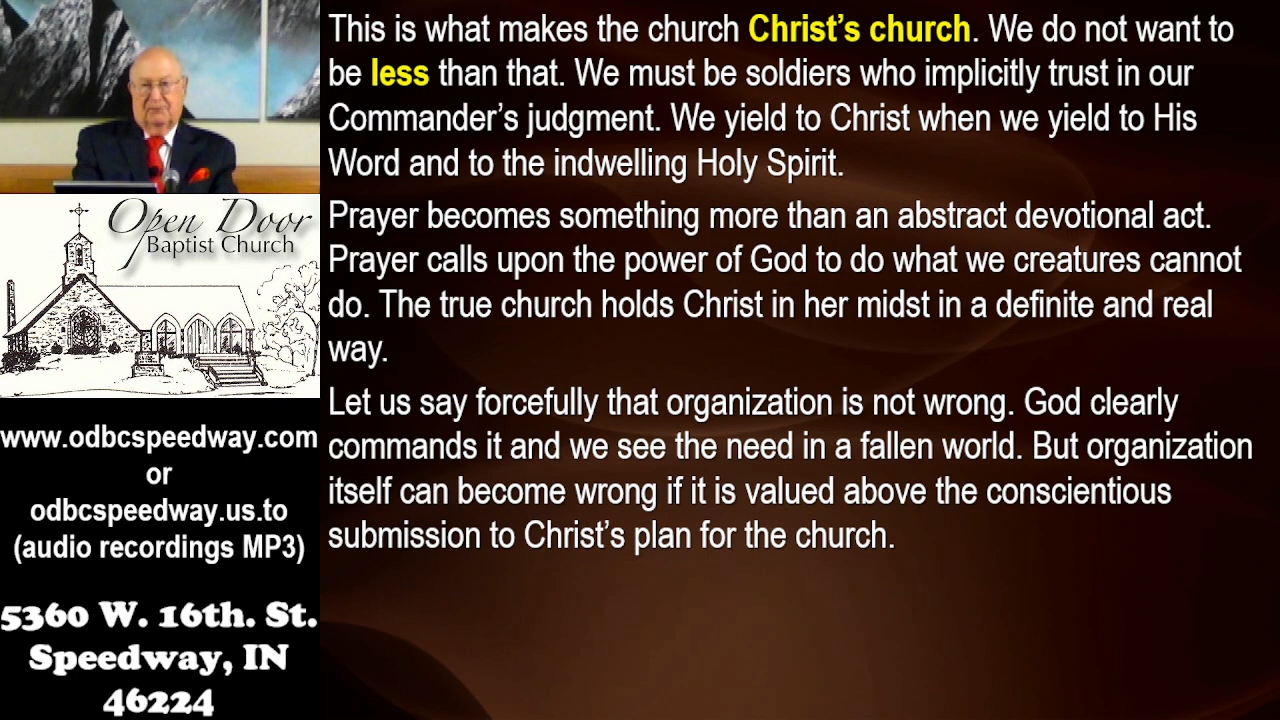 This is what makes the church Christ's church. We do not want to
be less than that. We must be soldiers who implicitly trust in our
Commander's judgment. We yield to Christ when we yield to His
Word and to the indwelling Holy Spirit.
Prayer becomes something more than an abstract devotional act.
Prayer calls upon the power of God to do what we creatures cannot
do. The true church holds Christ in her midst in a definite and real
way.
Let us say forcefully that organization is not wrong. God clearly
commands it and we see the need in a fallen world. But organization
itself can become wrong if it is valued above the conscientious
submission to Christ's plan for the church.
Open Door
Baptist Church
www.odbcspeedway.com
or
odbcspeedway.us.to
(audio recordings MP3)
5360 W. 16th. St.
Speedway, IN
46224